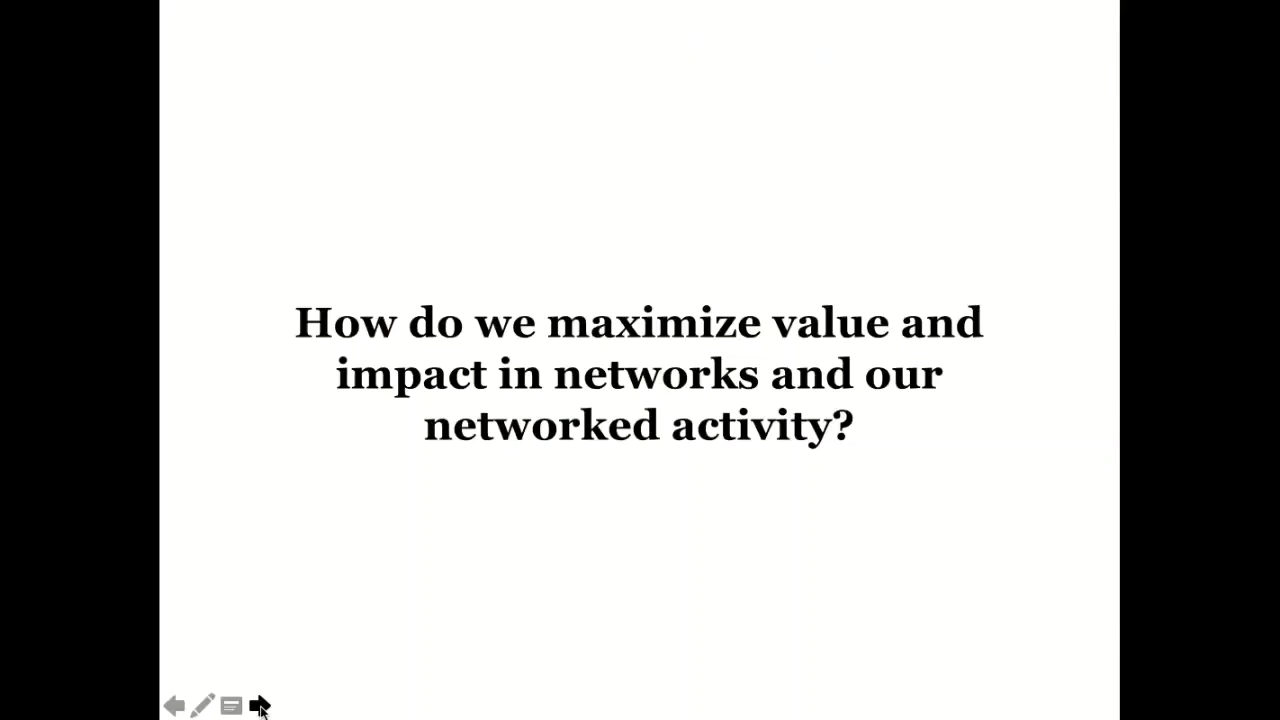 How do we maximize value and
impact in networks and our
networked activity?